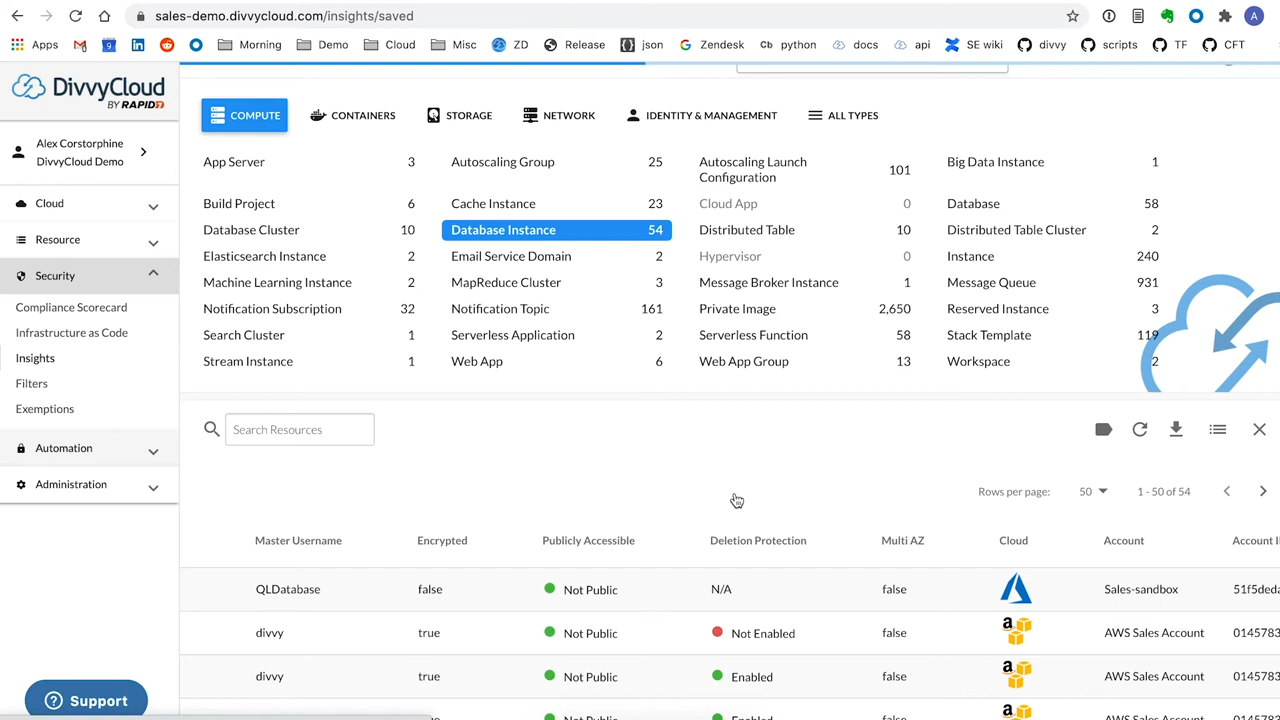 sales-demo.divvycloud.com/insights/saved
A
Apps Morning Demo Cloud Misc ZD Release json Zendesk Cb python docs api SE wiki divvy scripts TF CFT
DivvyCloud
BY RAPID7
Alex Corstorphine
DivvyCloud Demo
Cloud
Resource
Security
Compliance Scorecard
Infrastructure as Code
Insights
Filters
Exemptions
Automation
Administration
Support
COMPUTE CONTAINERS STORAGE NETWORK IDENTITY & MANAGEMENT ALL TYPES
App Server 3 Autoscaling Group 25 Autoscaling Launch Configuration 101 Big Data Instance 1
Build Project 6 Cache Instance 23 Cloud App 0 Database 58
Database Cluster 10 Database Instance 54 Distributed Table 10 Distributed Table Cluster 2
Elasticsearch Instance 2 Email Service Domain 2 Hypervisor 0 Instance 240
Machine Learning Instance 2 MapReduce Cluster 3 Message Broker Instance 1 Message Queue 931
Notification Subscription 32 Notification Topic 161 Private Image 2,650 Reserved Instance 3
Search Cluster 1 Serverless Application 2 Serverless Function 58 Stack Template 119
Stream Instance 1 Web App 6 Web App Group 13 Workspace 2
Search Resources
Rows per page: 50 1 - 50 of 54
Master Username Encrypted Publicly Accessible Deletion Protection Multi AZ Cloud Account Account I
QLDatabase false Not Public N/A false Sales-sandbox 51f5deda
divvy true Not Public Not Enabled false a AWS Sales Account 0145783
divvy true Not Public Enabled false a AWS Sales Account 0145783